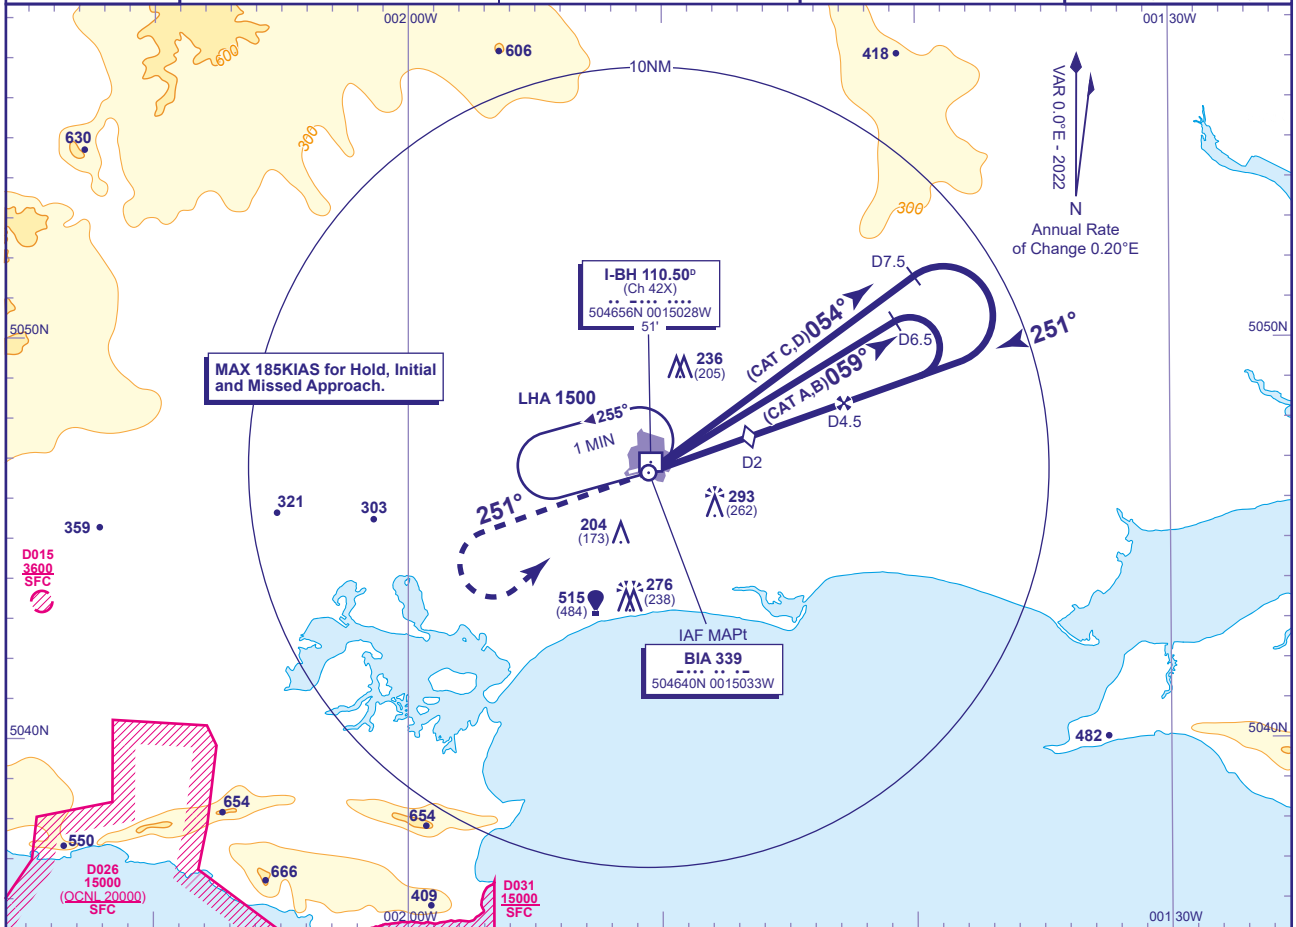 002 00W
001 30W
600
606
418
10NM
VAR 0.0°E - 2022
630
300
300
N
Annual Rate
of Change 0.20°E
I-BH 110.50ᴰ
(Ch 42X)
504656N 0015028W
51'
D7.5
(CAT C,D) 054°
251°
5050N
5050N
D6.5
(CAT A,B) 059°
236
(205)
MAX 185KIAS for Hold, Initial
and Missed Approach.
LHA 1500
255°
1 MIN
D4.5
D2
251°
293
(262)
321
303
359
204
(173)
D015
3600
SFC
515
(484)
276
(238)
IAF MAPt
BIA 339
504640N 0015033W
5040N
482
5040N
654
654
550
D026
15000
(OCNL 20000)
SFC
666
409
D031
15000
SFC
002 00W
001 30W